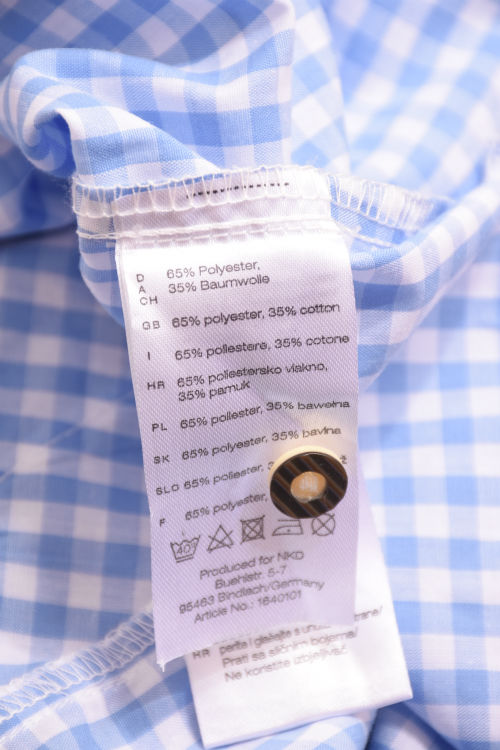 D 65% Polyester,
A
CH 35% Baumwolle
GB 65% polyester, 35% cotton
I 65% poliestere, 35% cotone
HR 65% poliestersko vlakno,
35% pamuk
PL 65% poliester, 35% bawełna
SK 65% polyester, 35% bavlna
SLO 65% poliester,
F 65% polyester,
40°
Produced for NKD
Buehlstr. 5-7
95463 Bindlach/Germany
Article No.: 1640101
HR perite i glačajte s
Prati sa sličnim bojama/
Ne koristite izbjeljivač